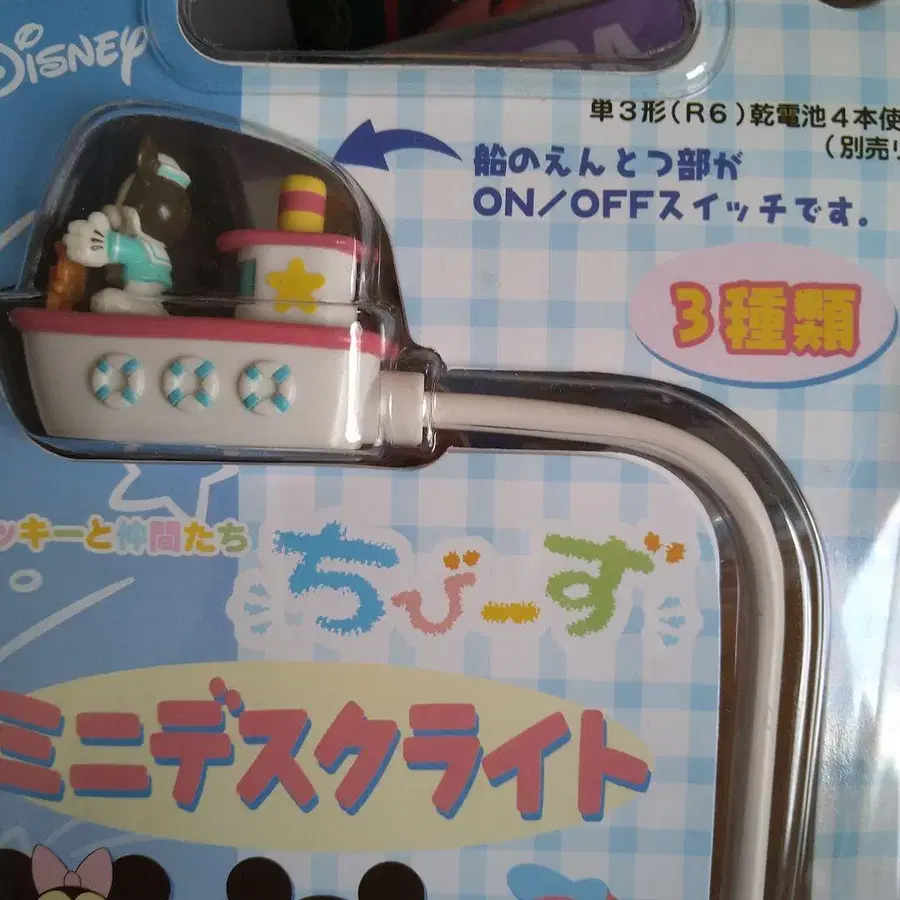 DISNEY
単3形(R6)乾電池4本使
(別売り
船のえんとつ部が
ON/OFFスイッチです。
3種類
ッキーと仲間たち
ちびーず
ミニデスクライト